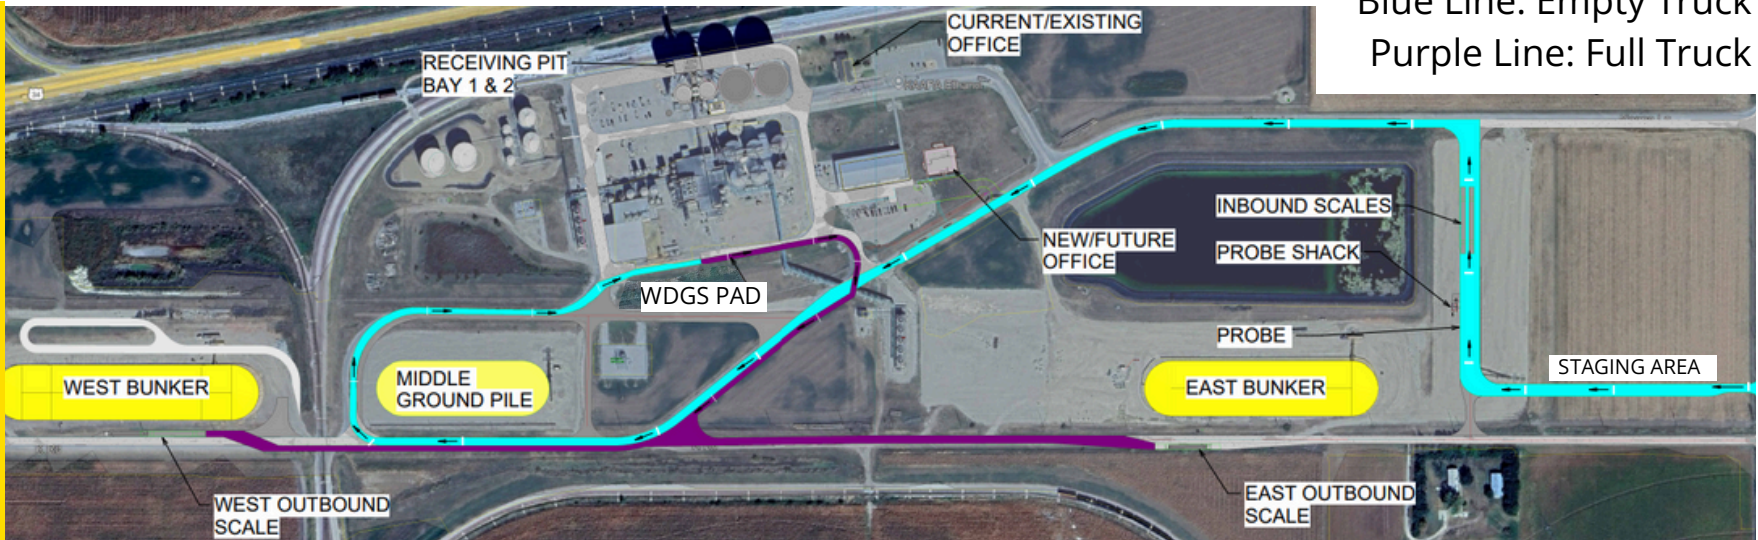 Blue Line: Empty Truck
Purple Line: Full Truck
CURRENT/EXISTING
OFFICE
RECEIVING PIT
BAY 1 & 2
34
INBOUND SCALES
NEW/FUTURE
OFFICE
PROBE SHACK
WDGS PAD
PROBE
STAGING AREA
WEST BUNKER
MIDDLE
GROUND PILE
EAST BUNKER
WEST OUTBOUND
SCALE
EAST OUTBOUND
SCALE